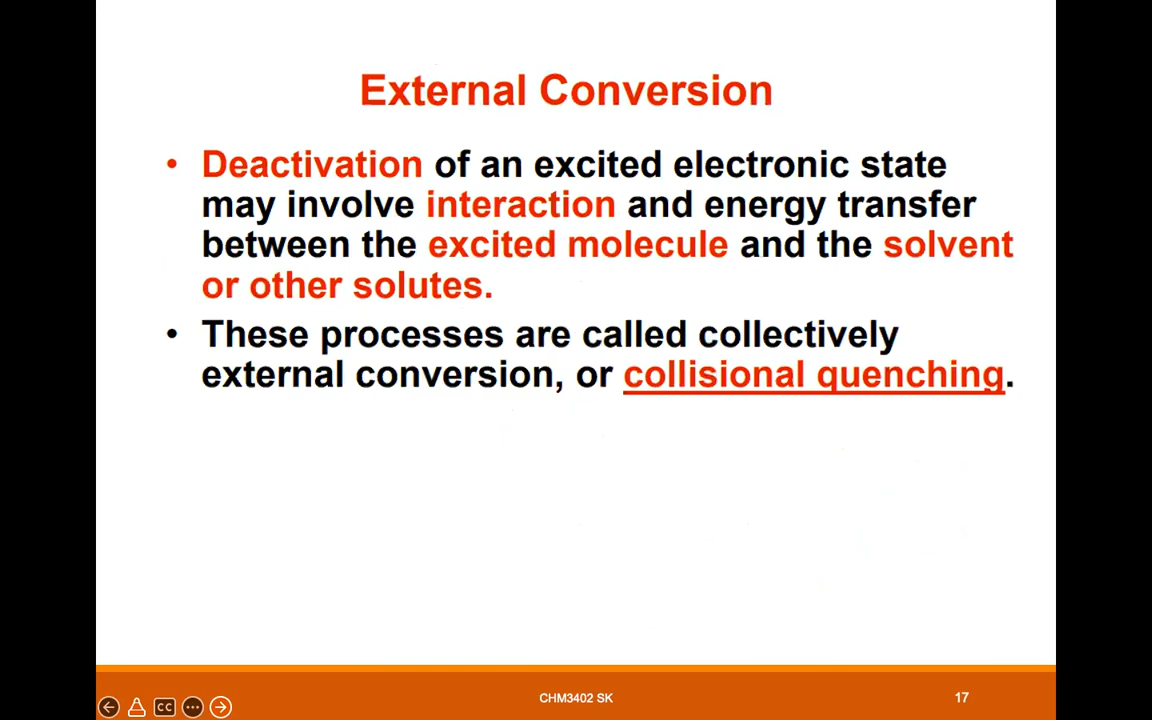 External Conversion
• Deactivation of an excited electronic state
may involve interaction and energy transfer
between the excited molecule and the solvent
or other solutes.
• These processes are called collectively
external conversion, or collisional quenching.
CC
CHM3402 SK
17